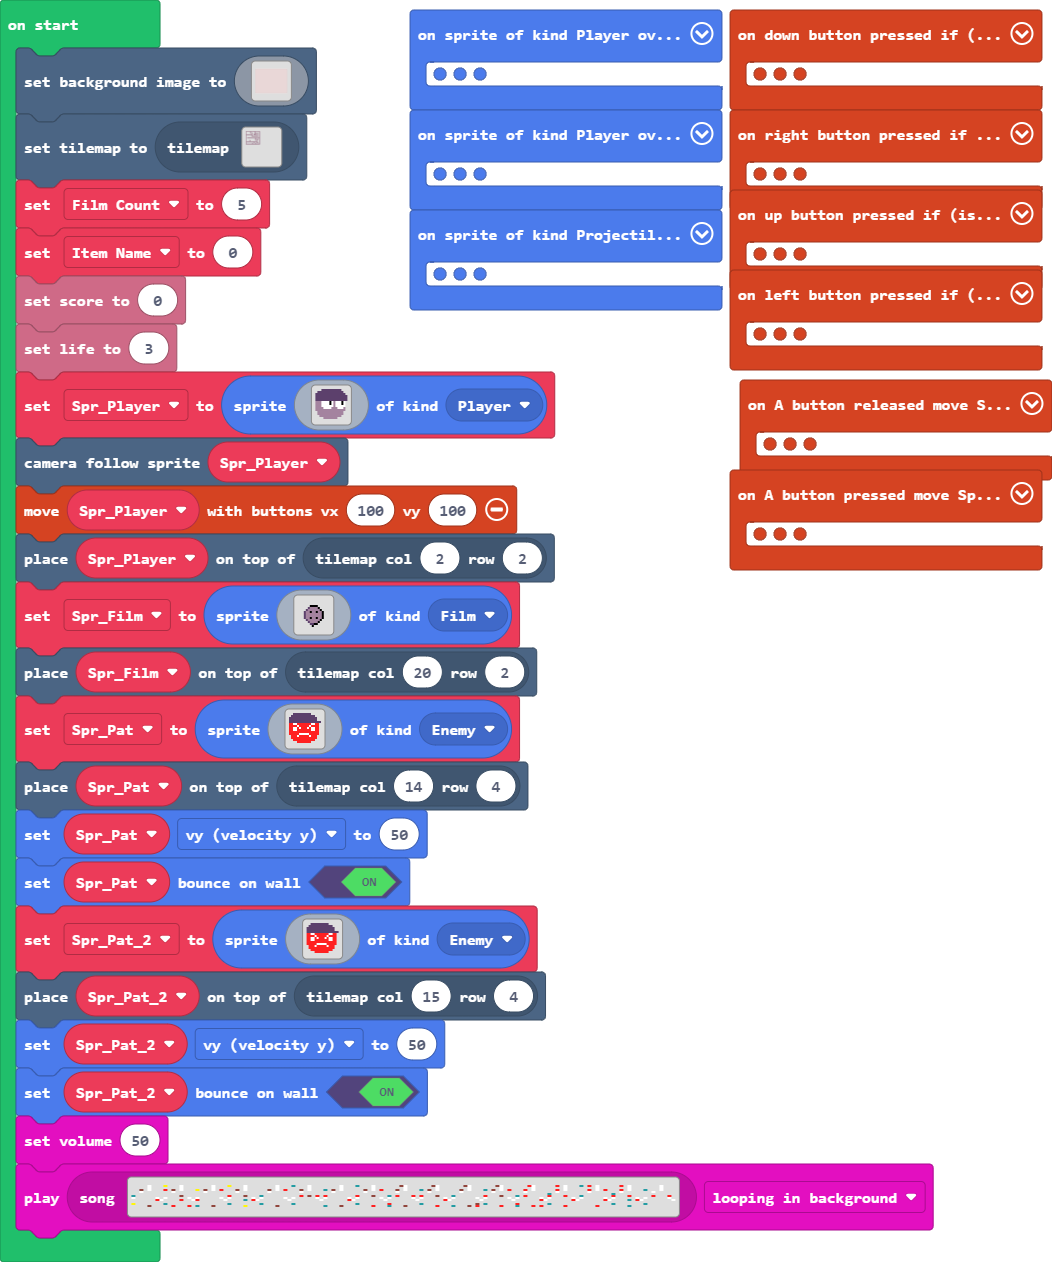 on start
set background image to
set tilemap to tilemap
set Film Count to 5
set Item Name to 0
set score to 0
set life to 3
set Spr_Player to sprite of kind Player
camera follow sprite Spr_Player
move Spr_Player with buttons vx 100 vy 100
place Spr_Player on top of tilemap col 2 row 2
set Spr_Film to sprite of kind Film
place Spr_Film on top of tilemap col 20 row 2
set Spr_Pat to sprite of kind Enemy
place Spr_Pat on top of tilemap col 14 row 4
set Spr_Pat vy (velocity y) to 50
set Spr_Pat bounce on wall ON
set Spr_Pat_2 to sprite of kind Enemy
place Spr_Pat_2 on top of tilemap col 15 row 4
set Spr_Pat_2 vy (velocity y) to 50
set Spr_Pat_2 bounce on wall ON
set volume 50
play song looping in background
on sprite of kind Player ov...
on sprite of kind Player ov...
on sprite of kind Projectil...
on down button pressed if (...
on right button pressed if ...
on up button pressed if (is...
on left button pressed if (...
on A button released move S...
on A button pressed move Sp...